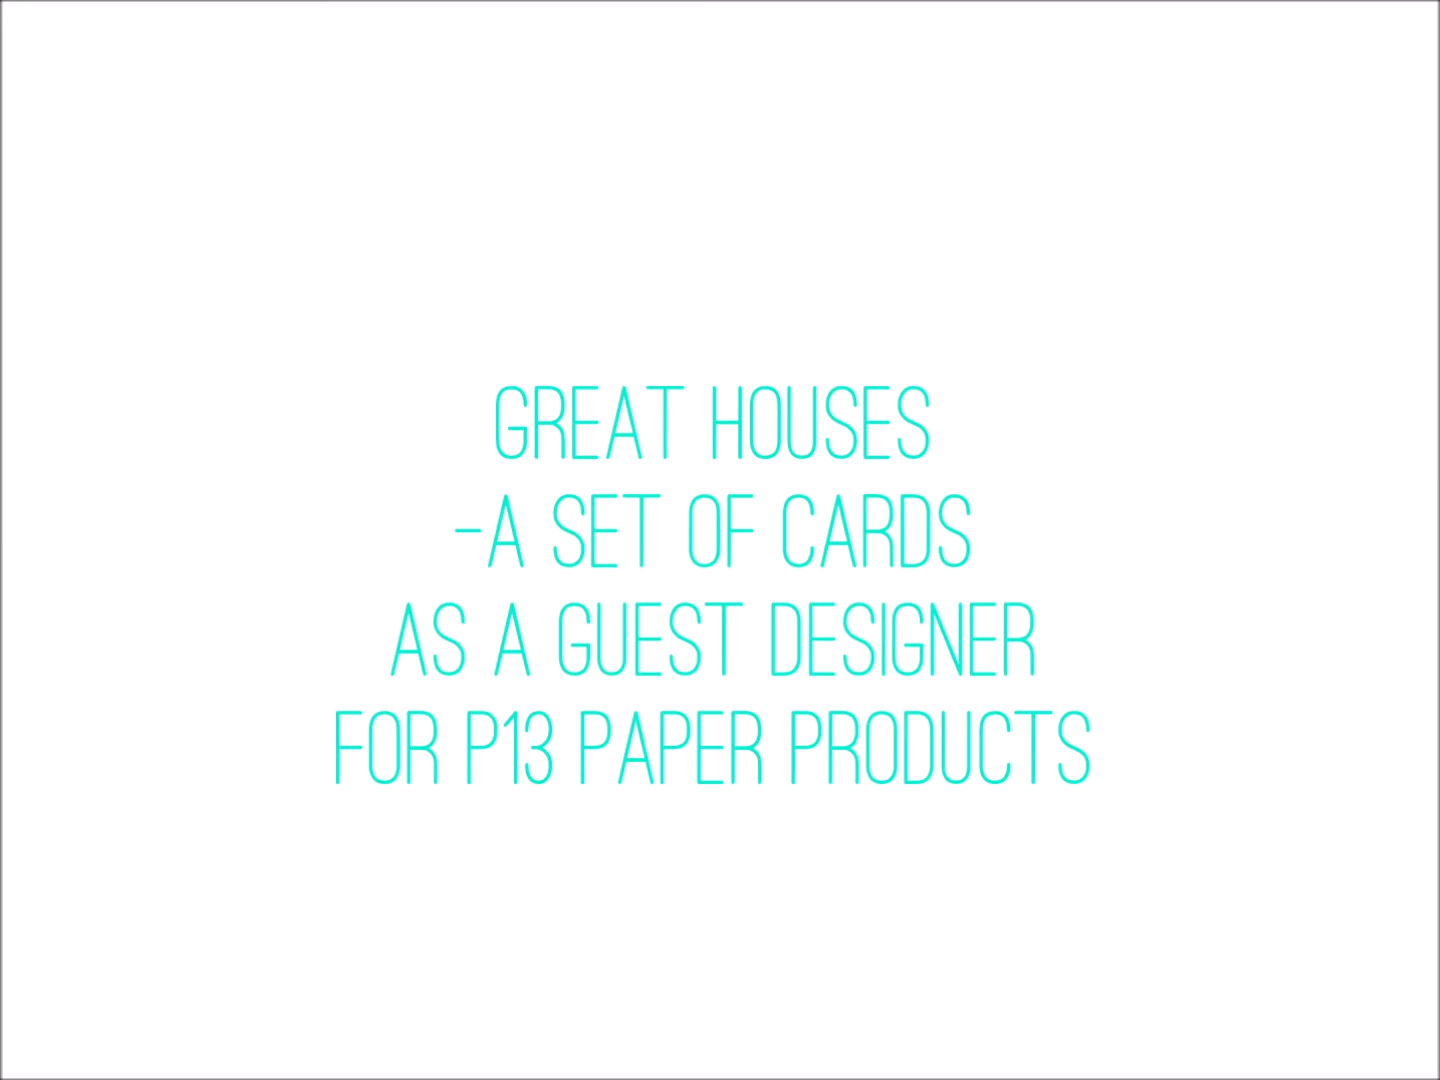 GREAT HOUSES
-A SET OF CARDS
AS A GUEST DESIGNER
FOR P13 PAPER PRODUCTS